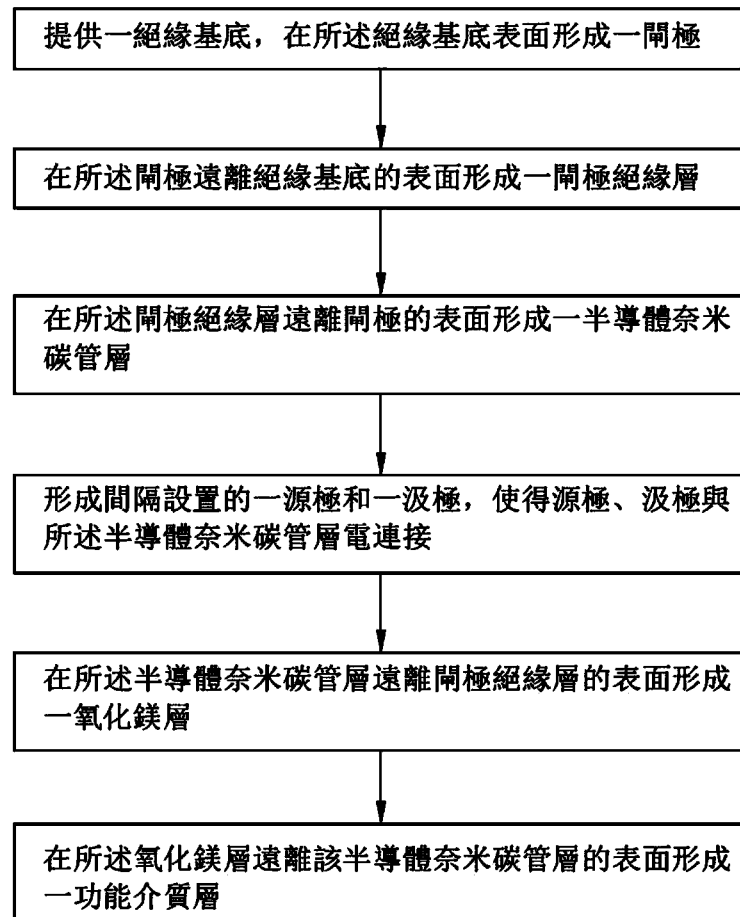 提供一絕緣基底，在所述絕緣基底表面形成一閘極
在所述閘極遠離絕緣基底的表面形成一閘極絕緣層
在所述閘極絕緣層遠離閘極的表面形成一半導體奈米
碳管層
形成間隔設置的一源極和一汲極，使得源極、汲極與
所述半導體奈米碳管層電連接
在所述半導體奈米碳管層遠離閘極絕緣層的表面形成
一氧化鎂層
在所述氧化鎂層遠離該半導體奈米碳管層的表面形成
一功能介質層